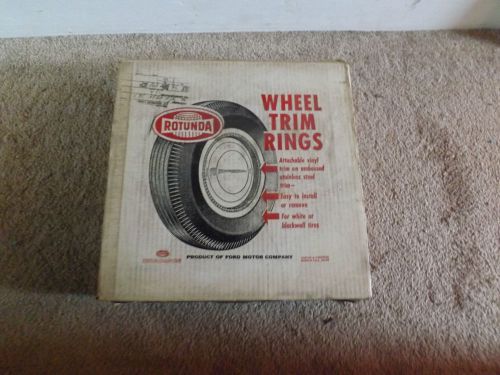 ROTUNDA
WHEEL
TRIM
RINGS
Attachable vinyl
trim on embossed
stainless steel
trim—
Easy to install
or remove
For white or
blackwall tires
PRODUCT OF FORD MOTOR COMPANY